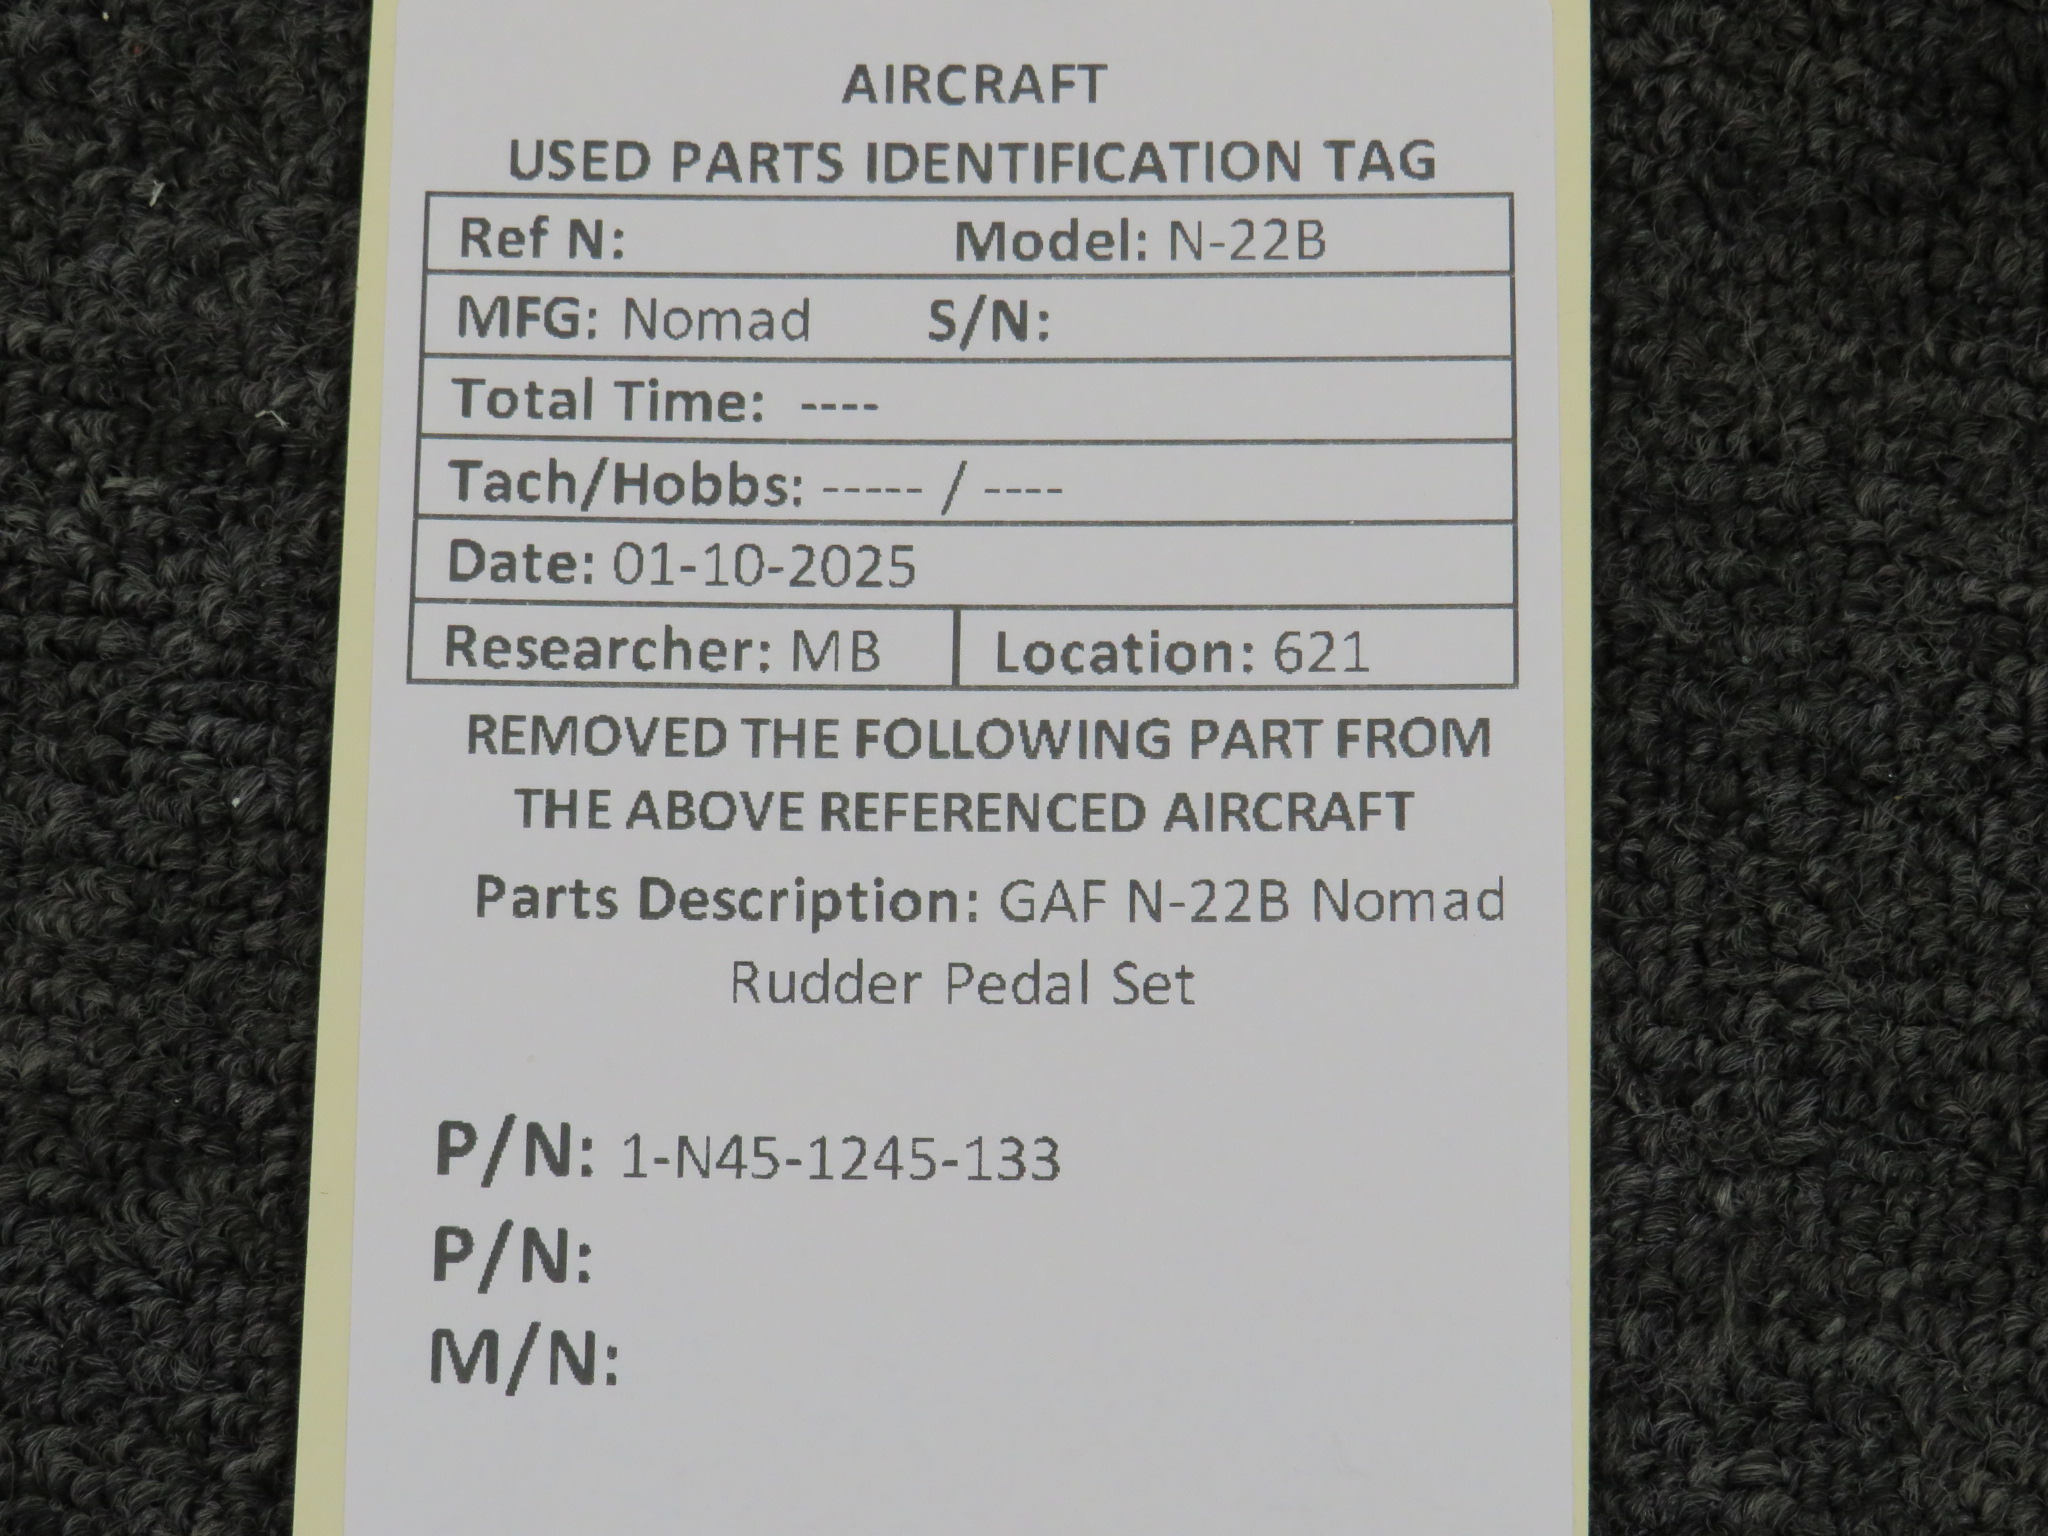 AIRCRAFT
USED PARTS IDENTIFICATION TAG
Ref N: Model: N-22B
MFG: Nomad S/N:
Total Time: ----
Tach/Hobbs: ----- / ----
Date: 01-10-2025
Researcher: MB Location: 621
REMOVED THE FOLLOWING PART FROM
THE ABOVE REFERENCED AIRCRAFT
Parts Description: GAF N-22B Nomad
Rudder Pedal Set
P/N: 1-N45-1245-133
P/N:
M/N: